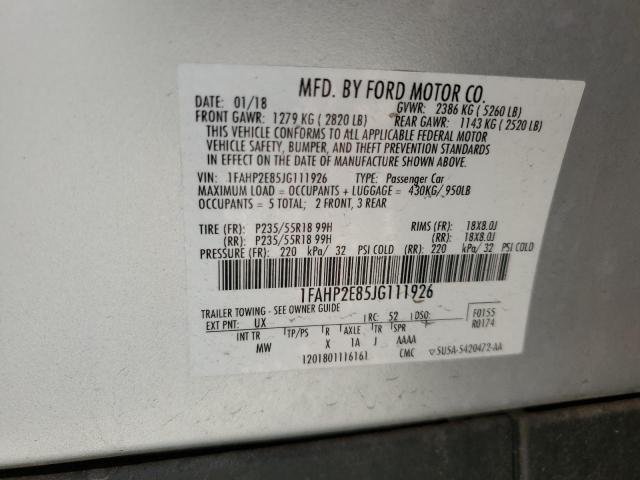 MFD. BY FORD MOTOR CO.
DATE: 01/18 GVWR: 2386 KG ( 5260 LB)
FRONT GAWR: 1279 KG ( 2820 LB) REAR GAWR: 1143 KG ( 2520 LB)
THIS VEHICLE CONFORMS TO ALL APPLICABLE FEDERAL MOTOR
VEHICLE SAFETY, BUMPER, AND THEFT PREVENTION STANDARDS
IN EFFECT ON THE DATE OF MANUFACTURE SHOWN ABOVE.
VIN: 1FAHP2E85JG111926 TYPE: Passenger Car
MAXIMUM LOAD = OCCUPANTS + LUGGAGE = 430KG/ 950LB
OCCUPANTS = 5 TOTAL; 2 FRONT, 3 REAR
TIRE (FR): P235/55R18 99H RIMS (FR): 18X8.0J
(RR): P235/55R18 99H (RR): 18X8.0J
PRESSURE (FR): 220 kPa/ 32 PSI COLD (RR): 220 kPa/ 32 PSI COLD
1FAHP2E85JG111926
TRAILER TOWING - SEE OWNER GUIDE
EXT PNT: UX RC: 52 DSO: F0155
R0174
INT TR TP/PS R AXLE TR SPR
MW X 1A J AAAA
1201801116161 CMC ▽5U5A-5420472-AA